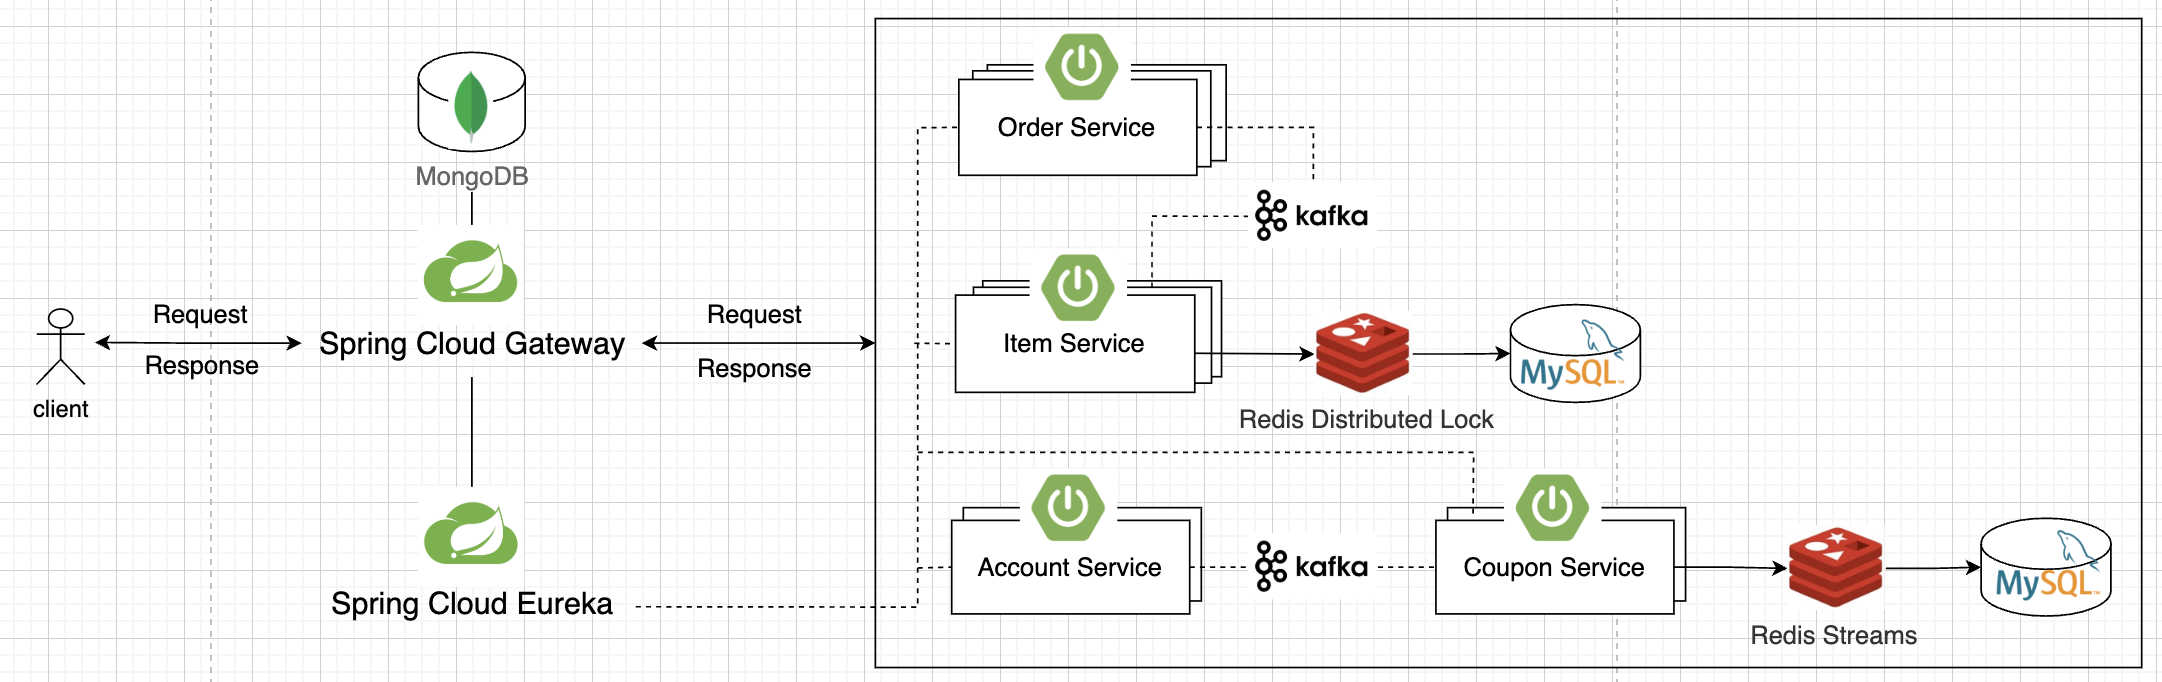 MongoDB
Request
Response
client
Spring Cloud Gateway
Request
Response
Spring Cloud Eureka
Order Service
kafka
Item Service
Redis Distributed Lock
MySQL
Account Service
kafka
Coupon Service
Redis Streams
MySQL